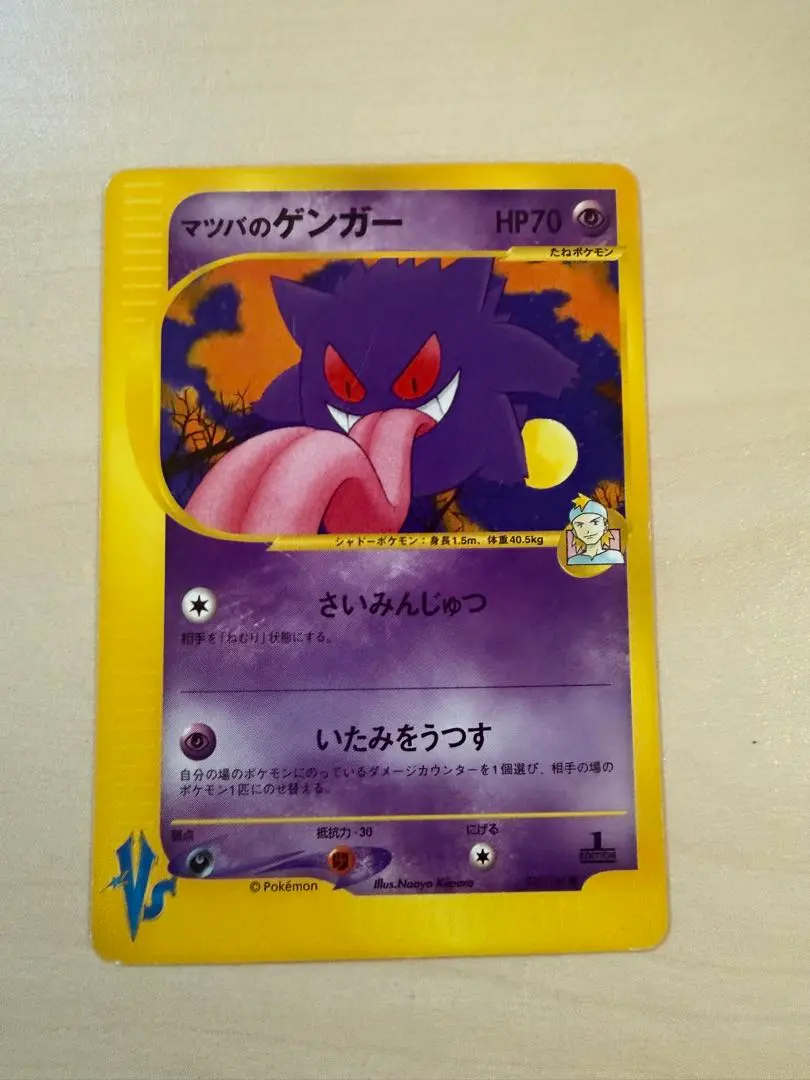 マツバのゲンガー HP70
たねポケモン
シャドーポケモン：身長1.5m、体重40.5kg
さいみんじゅつ
相手を「ねむり」状態にする。
いたみをうつす
自分の場のポケモンにのっているダメージカウンターを1個選び、相手の場の
ポケモン1匹にのせ替える。
弱点 抵抗力-30 にげる
1
EDITION
VS
© Pokémon Illus. Naoyo Kimura